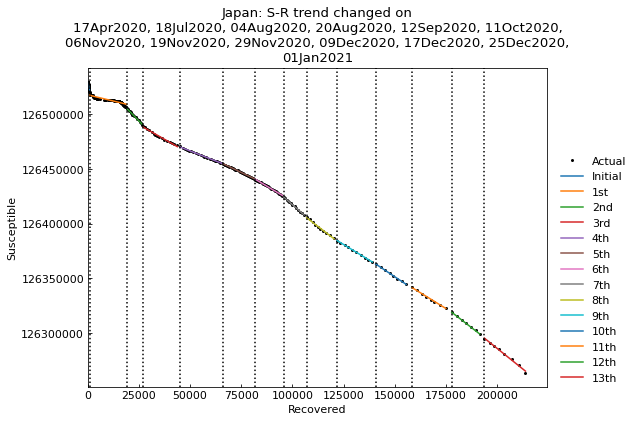 Japan: S-R trend changed on
17Apr2020, 18Jul2020, 04Aug2020, 20Aug2020, 12Sep2020, 11Oct2020,
06Nov2020, 19Nov2020, 29Nov2020, 09Dec2020, 17Dec2020, 25Dec2020,
01Jan2021
126500000
126450000
126400000
126350000
126300000
Susceptible
0
25000
50000
75000
100000
125000
150000
175000
200000
Recovered
Actual
Initial
1st
2nd
3rd
4th
5th
6th
7th
8th
9th
10th
11th
12th
13th